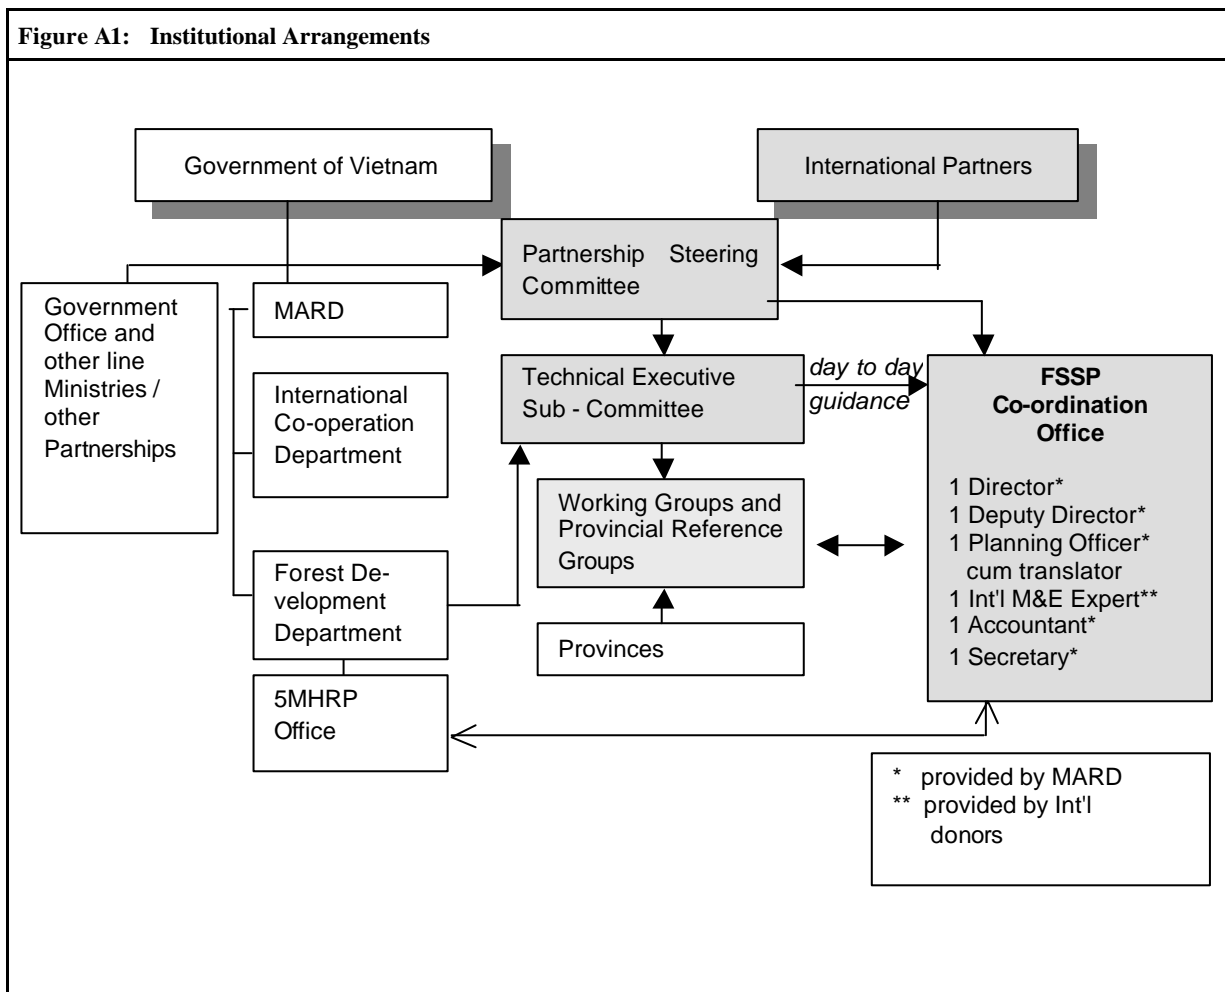 Figure A1: Institutional Arrangements
Government of Vietnam
International Partners
Partnership Steering
Committee
Government
Office and
other line
Ministries /
other
Partnerships
MARD
International
Co-operation
Department
Forest De-
velopment
Department
5MHRP
Office
Technical Executive
Sub - Committee
day to day
guidance
Working Groups and
Provincial Reference
Groups
Provinces
FSSP
Co-ordination
Office
1 Director*
1 Deputy Director*
1 Planning Officer*
cum translator
1 Int'l M&E Expert**
1 Accountant*
1 Secretary*
* provided by MARD
** provided by Int'l
donors